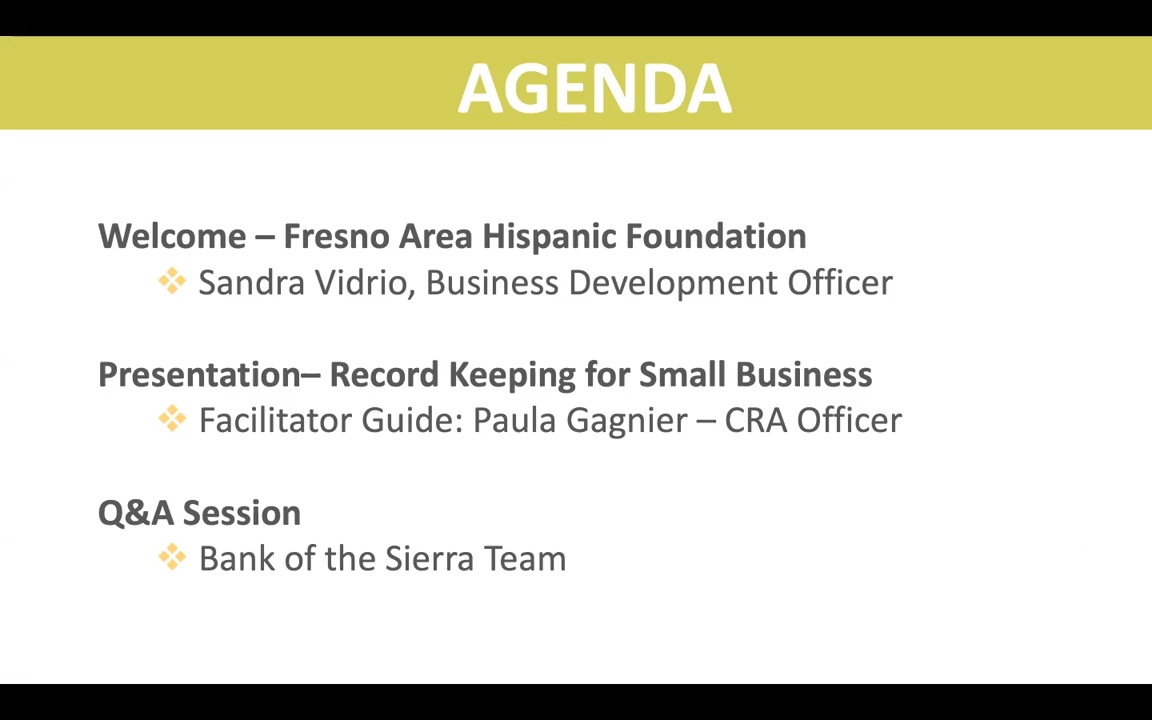 AGENDA
Welcome – Fresno Area Hispanic Foundation
Sandra Vidrio, Business Development Officer
Presentation– Record Keeping for Small Business
Facilitator Guide: Paula Gagnier – CRA Officer
Q&A Session
Bank of the Sierra Team